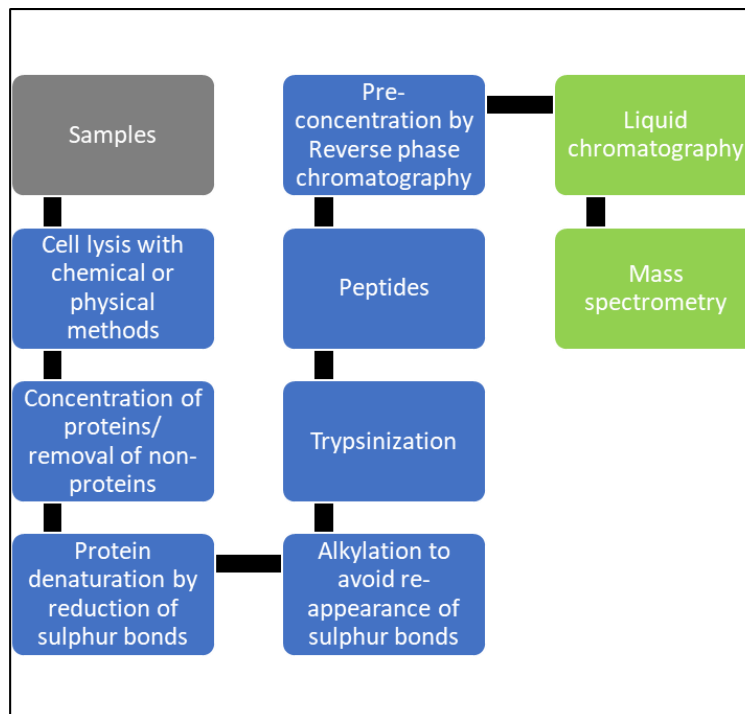 Samples
Cell lysis with
chemical or
physical
methods
Concentration of
proteins/
removal of non-
proteins
Protein
denaturation by
reduction of
sulphur bonds
Alkylation to
avoid re-
appearance of
sulphur bonds
Trypsinization
Peptides
Pre-
concentration by
Reverse phase
chromatography
Liquid
chromatography
Mass
spectrometry